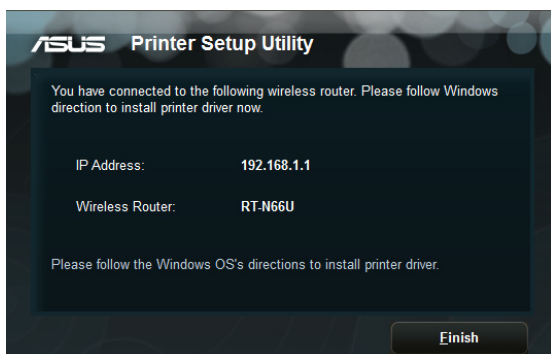 ASUS Printer Setup Utility
You have connected to the following wireless router. Please follow Windows
direction to install printer driver now.
IP Address: 192.168.1.1
Wireless Router: RT-N66U
Please follow the Windows OS's directions to install printer driver.
Finish